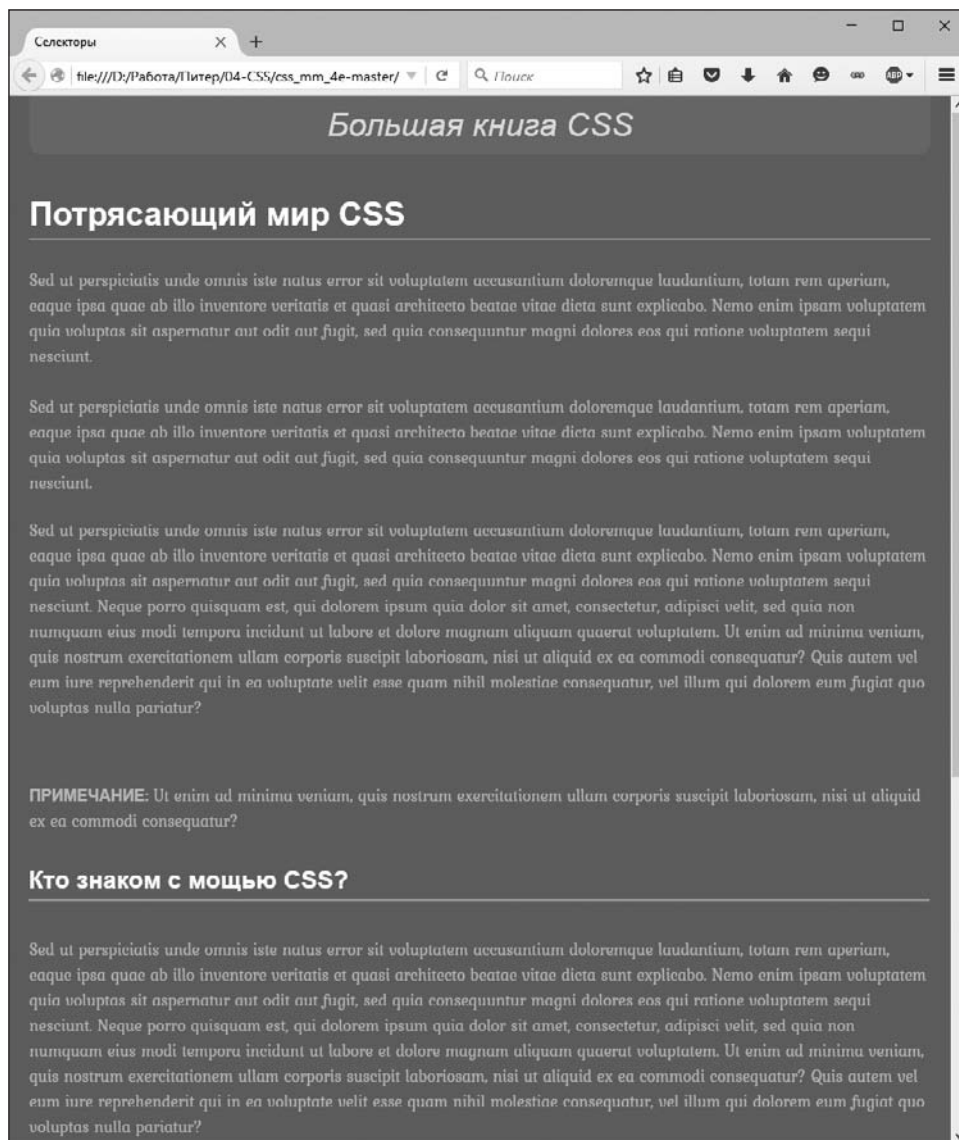 Селекторы
file:///D:/Работа/Питер/04-CSS/css_mm_4e-master/
Поиск
ABP
Большая книга CSS
Потрясающий мир CSS
Sed ut perspiciatis unde omnis iste natus error sit voluptatem accusantium doloremque laudantium, totam rem aperiam,
eaque ipsa quae ab illo inventore veritatis et quasi architecto beatae vitae dicta sunt explicabo. Nemo enim ipsam voluptatem
quia voluptas sit aspernatur aut odit aut fugit, sed quia consequuntur magni dolores eos qui ratione voluptatem sequi
nesciunt.
Sed ut perspiciatis unde omnis iste natus error sit voluptatem accusantium doloremque laudantium, totam rem aperiam,
eaque ipsa quae ab illo inventore veritatis et quasi architecto beatae vitae dicta sunt explicabo. Nemo enim ipsam voluptatem
quia voluptas sit aspernatur aut odit aut fugit, sed quia consequuntur magni dolores eos qui ratione voluptatem sequi
nesciunt.
Sed ut perspiciatis unde omnis iste natus error sit voluptatem accusantium doloremque laudantium, totam rem aperiam,
eaque ipsa quae ab illo inventore veritatis et quasi architecto beatae vitae dicta sunt explicabo. Nemo enim ipsam voluptatem
quia voluptas sit aspernatur aut odit aut fugit, sed quia consequuntur magni dolores eos qui ratione voluptatem sequi
nesciunt. Neque porro quisquam est, qui dolorem ipsum quia dolor sit amet, consectetur, adipisci velit, sed quia non
numquam eius modi tempora incidunt ut labore et dolore magnam aliquam quaerat voluptatem. Ut enim ad minima veniam,
quis nostrum exercitationem ullam corporis suscipit laboriosam, nisi ut aliquid ex ea commodi consequatur? Quis autem vel
eum iure reprehenderit qui in ea voluptate velit esse quam nihil molestiae consequatur, vel illum qui dolorem eum fugiat quo
voluptas nulla pariatur?
ПРИМЕЧАНИЕ: Ut enim ad minima veniam, quis nostrum exercitationem ullam corporis suscipit laboriosam, nisi ut aliquid
ex ea commodi consequatur?
Кто знаком с мощью CSS?
Sed ut perspiciatis unde omnis iste natus error sit voluptatem accusantium doloremque laudantium, totam rem aperiam,
eaque ipsa quae ab illo inventore veritatis et quasi architecto beatae vitae dicta sunt explicabo. Nemo enim ipsam voluptatem
quia voluptas sit aspernatur aut odit aut fugit, sed quia consequuntur magni dolores eos qui ratione voluptatem sequi
nesciunt. Neque porro quisquam est, qui dolorem ipsum quia dolor sit amet, consectetur, adipisci velit, sed quia non
numquam eius modi tempora incidunt ut labore et dolore magnam aliquam quaerat voluptatem. Ut enim ad minima veniam,
quis nostrum exercitationem ullam corporis suscipit laboriosam, nisi ut aliquid ex ea commodi consequatur? Quis autem vel
eum iure reprehenderit qui in ea voluptate velit esse quam nihil molestiae consequatur, vel illum qui dolorem eum fugiat quo
voluptas nulla pariatur?